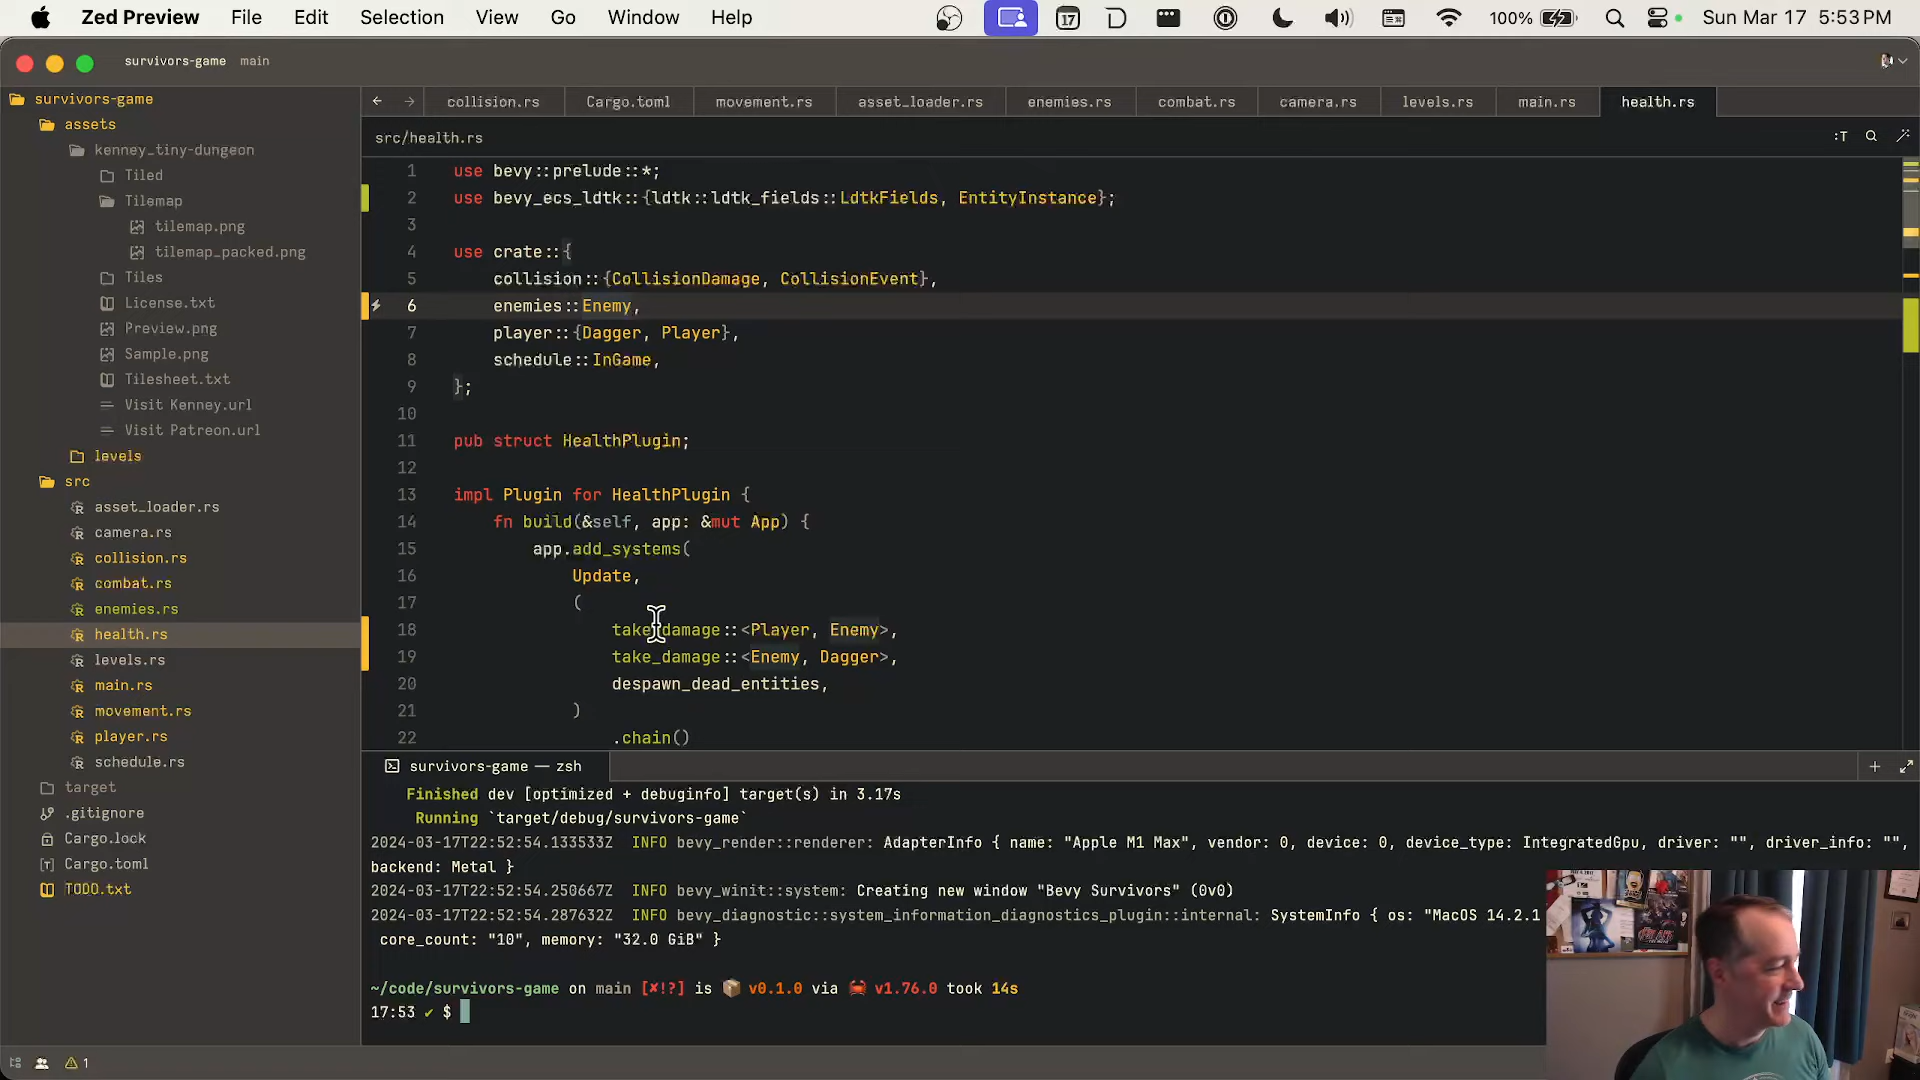 Zed Preview File Edit Selection View Go Window Help 17 100% Sun Mar 17 5:53 PM
survivors-game main
survivors-game
assets
kenney_tiny-dungeon
Tiled
Tilemap
tilemap.png
tilemap_packed.png
Tiles
License.txt
Preview.png
Sample.png
Tilesheet.txt
Visit Kenney.url
Visit Patreon.url
levels
src
asset_loader.rs
camera.rs
collision.rs
combat.rs
enemies.rs
health.rs
levels.rs
main.rs
movement.rs
player.rs
schedule.rs
target
.gitignore
Cargo.lock
Cargo.toml
TODO.txt
1
collision.rs Cargo.toml movement.rs asset_loader.rs enemies.rs combat.rs camera.rs levels.rs main.rs health.rs
src/health.rs :T
1 use bevy::prelude::*;
2 use bevy_ecs_ldtk::{ldtk::ldtk_fields::LdtkFields, EntityInstance};
3
4 use crate::{
5 collision::{CollisionDamage, CollisionEvent},
6 enemies::Enemy,
7 player::{Dagger, Player},
8 schedule::InGame,
9 };
10
11 pub struct HealthPlugin;
12
13 impl Plugin for HealthPlugin {
14 fn build(&self, app: &mut App) {
15 app.add_systems(
16 Update,
17 (
18 take_damage::<Player, Enemy>,
19 take_damage::<Enemy, Dagger>,
20 despawn_dead_entities,
21 )
22 .chain()
survivors-game — zsh
Finished dev [optimized + debuginfo] target(s) in 3.17s
Running `target/debug/survivors-game`
2024-03-17T22:52:54.133533Z INFO bevy_render::renderer: AdapterInfo { name: "Apple M1 Max", vendor: 0, device: 0, device_type: IntegratedGpu, driver: "", driver_info: "",
backend: Metal }
2024-03-17T22:52:54.250667Z INFO bevy_winit::system: Creating new window "Bevy Survivors" (0v0)
2024-03-17T22:52:54.287632Z INFO bevy_diagnostic::system_information_diagnostics_plugin::internal: SystemInfo { os: "MacOS 14.2.1
core_count: "10", memory: "32.0 GiB" }
~/code/survivors-game on main [✘!?] is 📦 v0.1.0 via 🦀 v1.76.0 took 14s
17:53 ✔ $